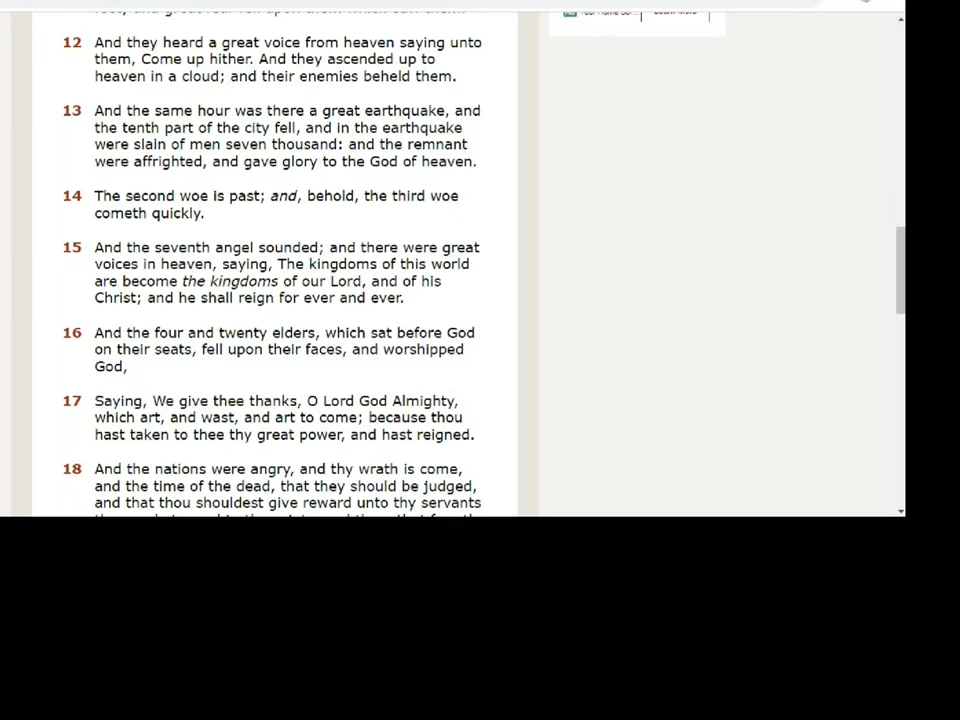 12 And they heard a great voice from heaven saying unto
them, Come up hither. And they ascended up to
heaven in a cloud; and their enemies beheld them.
13 And the same hour was there a great earthquake, and
the tenth part of the city fell, and in the earthquake
were slain of men seven thousand: and the remnant
were affrighted, and gave glory to the God of heaven.
14 The second woe is past; and, behold, the third woe
cometh quickly.
15 And the seventh angel sounded; and there were great
voices in heaven, saying, The kingdoms of this world
are become the kingdoms of our Lord, and of his
Christ; and he shall reign for ever and ever.
16 And the four and twenty elders, which sat before God
on their seats, fell upon their faces, and worshipped
God,
17 Saying, We give thee thanks, O Lord God Almighty,
which art, and wast, and art to come; because thou
hast taken to thee thy great power, and hast reigned.
18 And the nations were angry, and thy wrath is come,
and the time of the dead, that they should be judged,
and that thou shouldest give reward unto thy servants